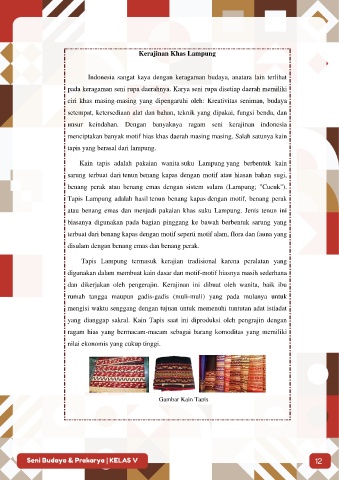 Kerajinan Khas Lampung
Indonesia sangat kaya dengan keragaman budaya, anatara lain terlihat
pada keragaman seni rupa daerahnya. Karya seni rupa disetiap daerah memiliki
ciri khas masing-masing yang dipengaruhi oleh: Kreativitas seniman, budaya
setempat, ketersediaan alat dan bahan, teknik yang dipakai, fungsi benda, dan
unsur keindahan. Dengan banyaknya ragam seni kerajinan indonesia
menciptakan banyak motif hias khas daerah masing masing. Salah satunya kain
tapis yang berasal dari lampung.
Kain tapis adalah pakaian wanita suku Lampung yang berbentuk kain
sarung terbuat dari tenun benang kapas dengan motif atau hiasan bahan sugi,
benang perak atau benang emas dengan sistem sulam (Lampung; "Cucuk").
Tapis Lampung adalah hasil tenun benang kapas dengan motif, benang perak
atau benang emas dan menjadi pakaian khas suku Lampung. Jenis tenun ini
biasanya digunakan pada bagian pinggang ke bawah berbentuk sarung yang
terbuat dari benang kapas dengan motif seperti motif alam, flora dan fauna yang
disulam dengan benang emas dan benang perak.
Tapis Lampung termasuk kerajian tradisional karena peralatan yang
digunakan dalam membuat kain dasar dan motif-motif hiasnya masih sederhana
dan dikerjakan oleh pengerajin. Kerajinan ini dibuat oleh wanita, baik ibu
rumah tangga maupun gadis-gadis (muli-muli) yang pada mulanya untuk
mengisi waktu senggang dengan tujuan untuk memenuhi tuntutan adat istiadat
yang dianggap sakral. Kain Tapis saat ini diproduksi oleh pengrajin dengan
ragam hias yang bermacam-macam sebagai barang komoditas yang memiliki
nilai ekonomis yang cukup tinggi.
Gambar Kain Tapis
Seni Budaya & Prakarya | KELAS V
12